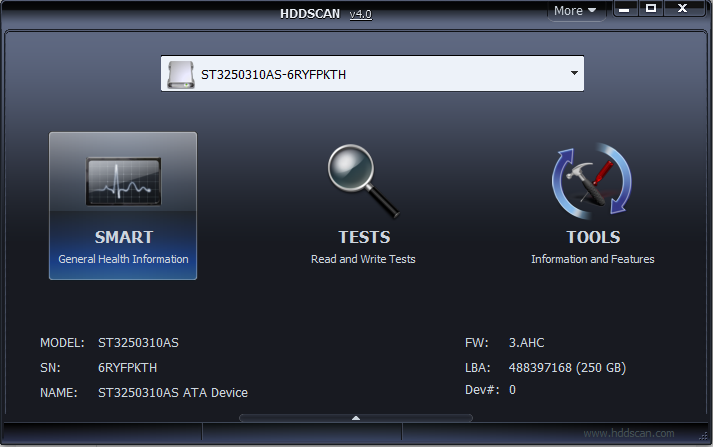 HDDSCAN v4.0
More
ST3250310AS-6RYFPKTH
SMART
General Health Information
TESTS
Read and Write Tests
TOOLS
Information and Features
MODEL: ST3250310AS
SN: 6RYFPKTH
NAME: ST3250310AS ATA Device
FW: 3.AHC
LBA: 488397168 (250 GB)
Dev#: 0
www.hddscan.com